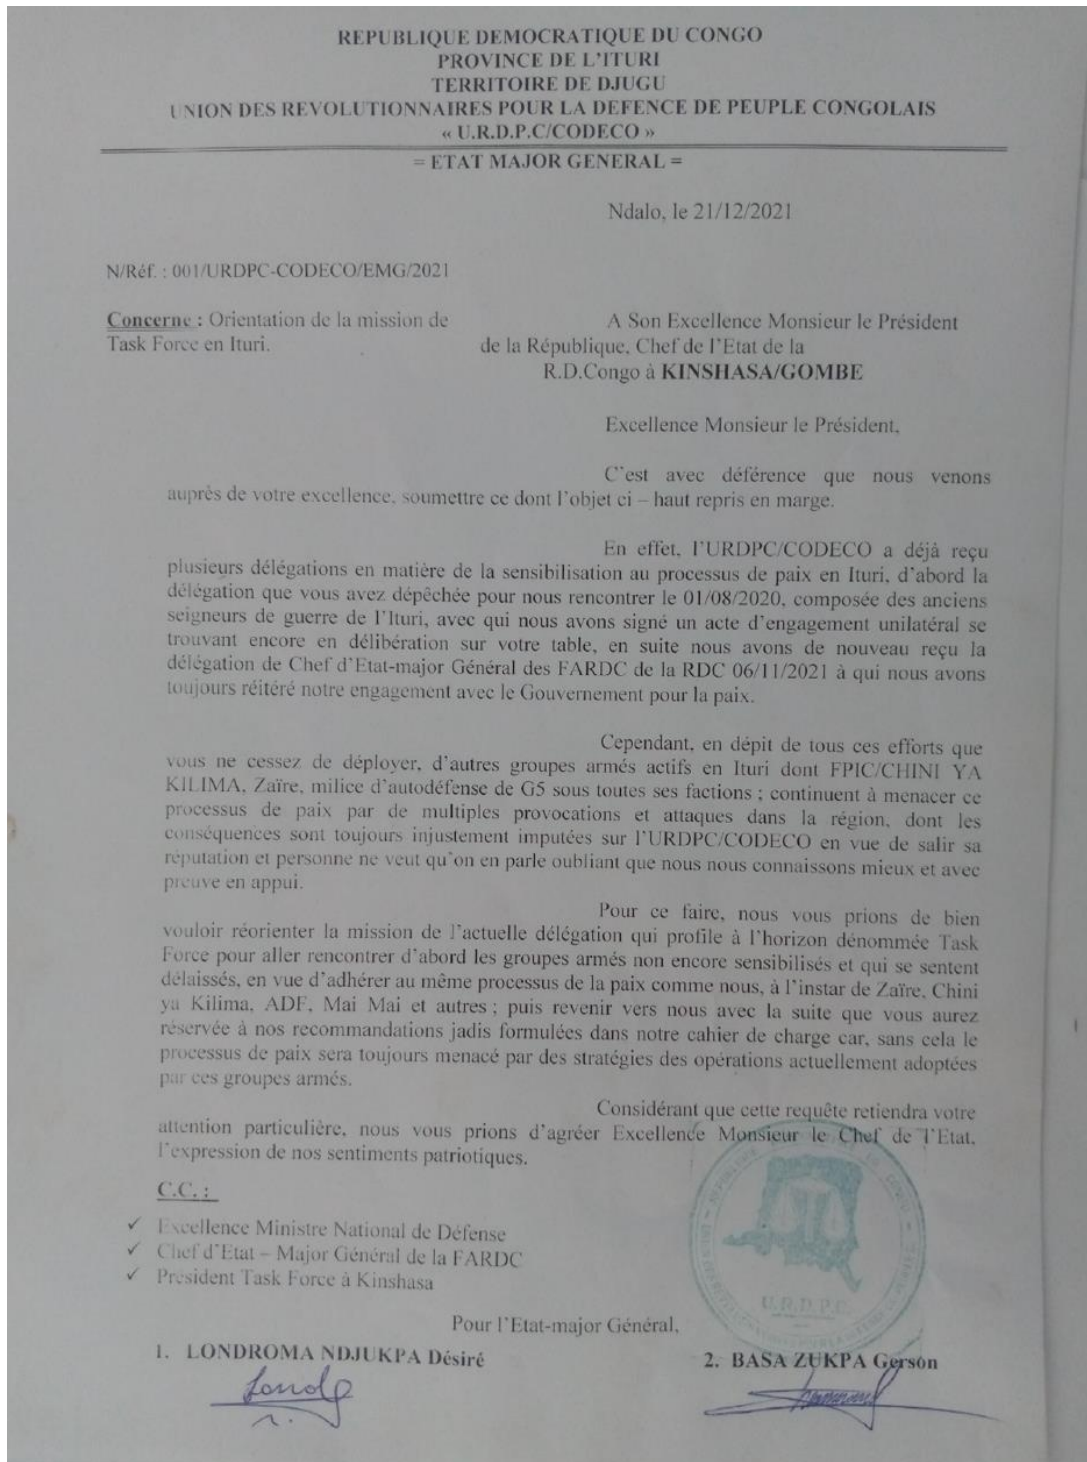 REPUBLIQUE DEMOCRATIQUE DU CONGO
PROVINCE DE L'ITURI
TERRITOIRE DE DJUGU
UNION DES REVOLUTIONNAIRES POUR LA DEFENCE DE PEUPLE CONGOLAIS
« U.R.D.P.C/CODECO »
= ETAT MAJOR GENERAL =
Ndalo, le 21/12/2021
N/Réf. : 001/URDPC-CODECO/EMG/2021
Concerne : Orientation de la mission de
Task Force en Ituri.
A Son Excellence Monsieur le Président
de la République, Chef de l'Etat de la
R.D.Congo à KINSHASA/GOMBE
Excellence Monsieur le Président,
C'est avec déférence que nous venons
auprès de votre excellence, soumettre ce dont l'objet ci – haut repris en marge.
En effet, l'URDPC/CODECO a déjà reçu
plusieurs délégations en matière de la sensibilisation au processus de paix en Ituri, d'abord la
délégation que vous avez dépêchée pour nous rencontrer le 01/08/2020, composée des anciens
seigneurs de guerre de l'Ituri, avec qui nous avons signé un acte d'engagement unilatéral se
trouvant encore en délibération sur votre table, en suite nous avons de nouveau reçu la
délégation de Chef d'Etat-major Général des FARDC de la RDC 06/11/2021 à qui nous avons
toujours réitéré notre engagement avec le Gouvernement pour la paix.
Cependant, en dépit de tous ces efforts que
vous ne cessez de déployer, d'autres groupes armés actifs en Ituri dont FPIC/CHINI YA
KILIMA, Zaïre, milice d'autodéfense de G5 sous toutes ses factions ; continuent à menacer ce
processus de paix par de multiples provocations et attaques dans la région, dont les
conséquences sont toujours injustement imputées sur l'URDPC/CODECO en vue de salir sa
réputation et personne ne veut qu'on en parle oubliant que nous nous connaissons mieux et avec
preuve en appui.
Pour ce faire, nous vous prions de bien
vouloir réorienter la mission de l'actuelle délégation qui profile à l'horizon dénommée Task
Force pour aller rencontrer d'abord les groupes armés non encore sensibilisés et qui se sentent
délaissés, en vue d'adhérer au même processus de la paix comme nous, à l'instar de Zaïre, Chini
ya Kilima, ADF, Mai Mai et autres ; puis revenir vers nous avec la suite que vous aurez
réservée à nos recommandations jadis formulées dans notre cahier de charge car, sans cela le
processus de paix sera toujours menacé par des stratégies des opérations actuellement adoptées
par ces groupes armés.
Considérant que cette requête retiendra votre
attention particulière, nous vous prions d'agréer Excellence Monsieur le Chef de l'Etat,
l'expression de nos sentiments patriotiques.
C.C. :
✓ Excellence Ministre National de Défense
✓ Chef d'Etat – Major Général de la FARDC
✓ Président Task Force à Kinshasa
U.R.D.P.C.
Pour l'Etat-major Général,
1. LONDROMA NDJUKPA Désiré
2. BASA ZUKPA Gerson